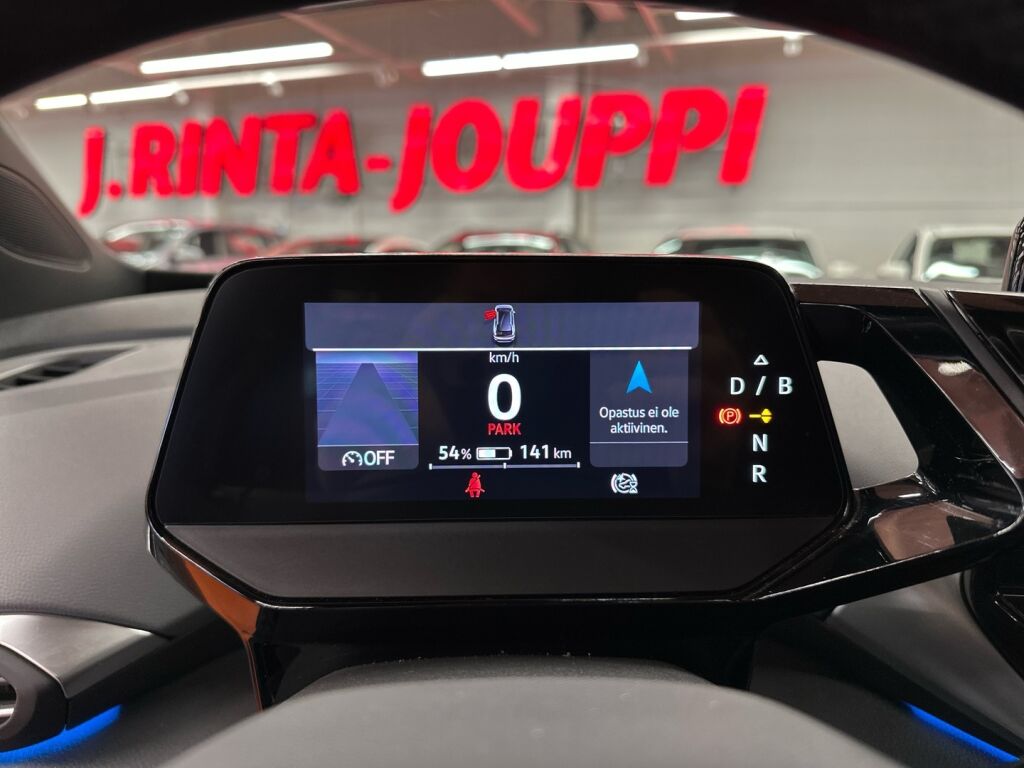 J.RINTA-JOUPPI
km/h
0
PARK
54% 141 km
OFF
Opastus ei ole
aktiivinen.
D / B
P
N
R